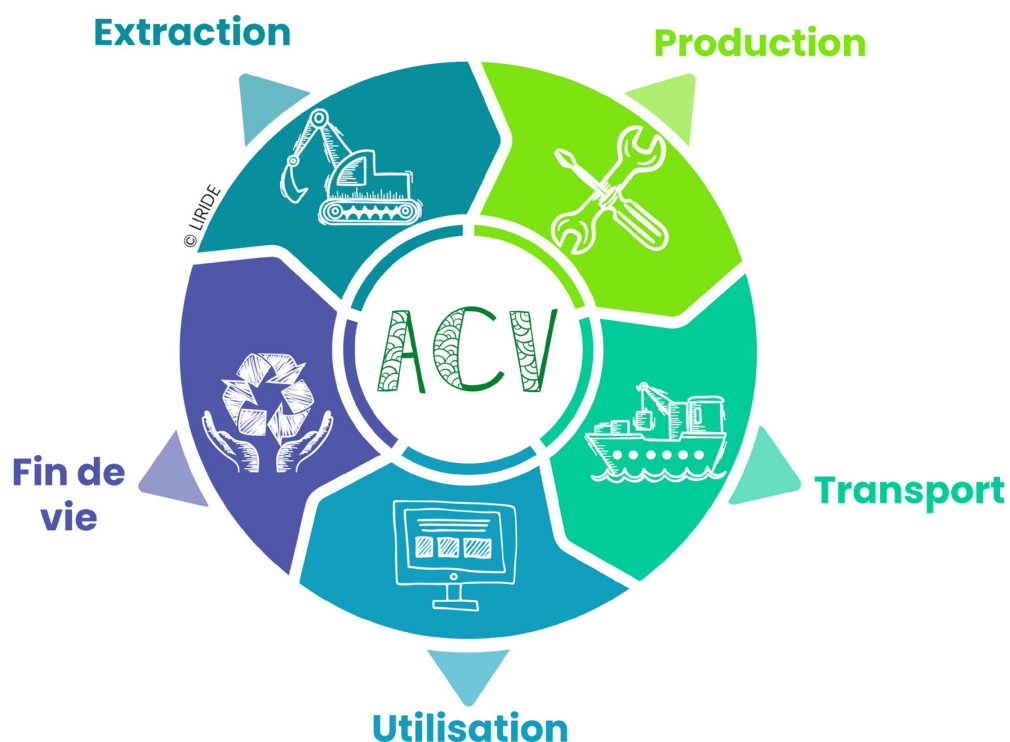 Extraction
Production
© LIRIDE
ACV
Fin de
vie
Transport
Utilisation